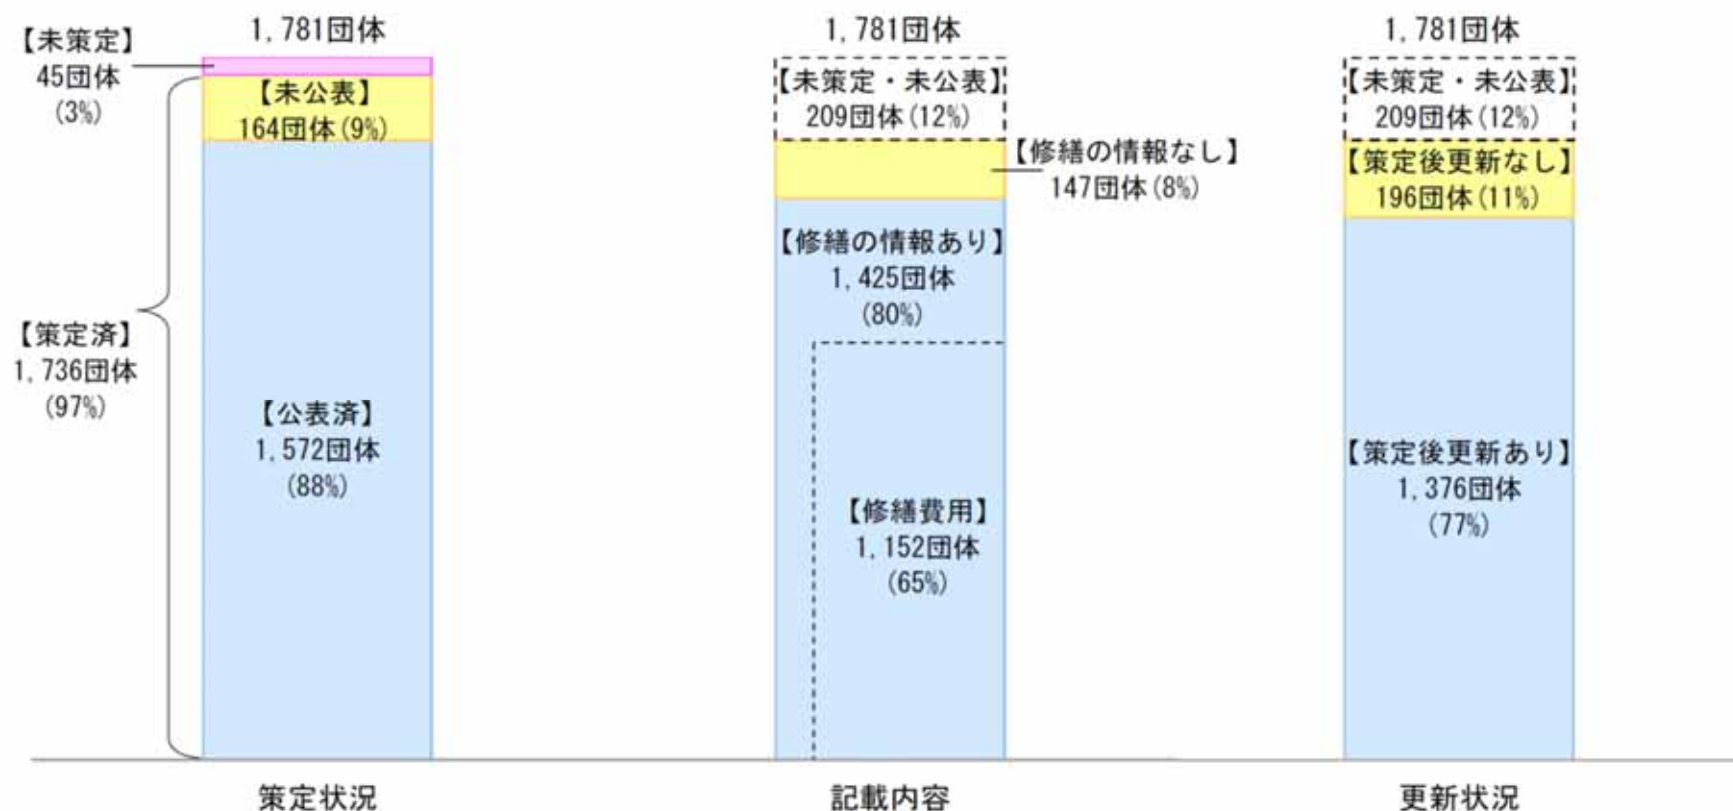 1,781団体
【未策定】
45団体
(3%)
【未公表】
164団体(9%)
【策定済】
1,736団体
(97%)
【公表済】
1,572団体
(88%)
策定状況
1,781団体
【未策定・未公表】
209団体(12%)
【修繕の情報なし】
147団体(8%)
【修繕の情報あり】
1,425団体
(80%)
【修繕費用】
1,152団体
(65%)
記載内容
1,781団体
【未策定・未公表】
209団体(12%)
【策定後更新なし】
196団体(11%)
【策定後更新あり】
1,376団体
(77%)
更新状況